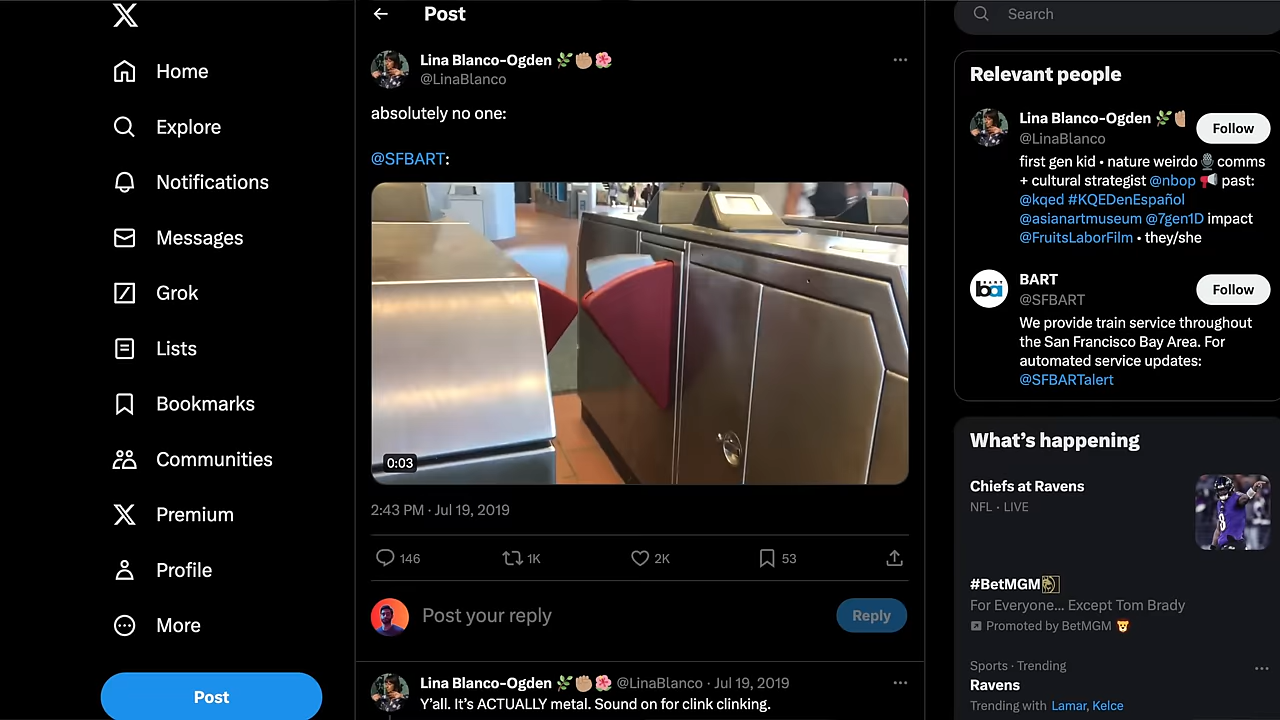 Home
Explore
Notifications
Messages
Grok
Lists
Bookmarks
Communities
Premium
Profile
More
Post
Post
Lina Blanco-Ogden 🌿✊🏼🌺
@LinaBlanco
absolutely no one:
@SFBART:
0:03
2:43 PM · Jul 19, 2019
146 1K 2K 53
Post your reply
Reply
Lina Blanco-Ogden 🌿✊🏼🌺 @LinaBlanco · Jul 19, 2019
Y'all. It's ACTUALLY metal. Sound on for clink clinking.
Search
Relevant people
Lina Blanco-Ogden 🌿✊🏼
@LinaBlanco
Follow
first gen kid • nature weirdo 🎙️ comms
+ cultural strategist @nbop 📢 past:
@kqed #KQEDenEspañol
@asianartmuseum @7gen1D impact
@FruitsLaborFilm • they/she
BART
@SFBART
Follow
We provide train service throughout
the San Francisco Bay Area. For
automated service updates:
@SFBARTalert
What's happening
Chiefs at Ravens
NFL · LIVE
#BetMGM
For Everyone... Except Tom Brady
Promoted by BetMGM
Sports · Trending
Ravens
Trending with Lamar, Kelce